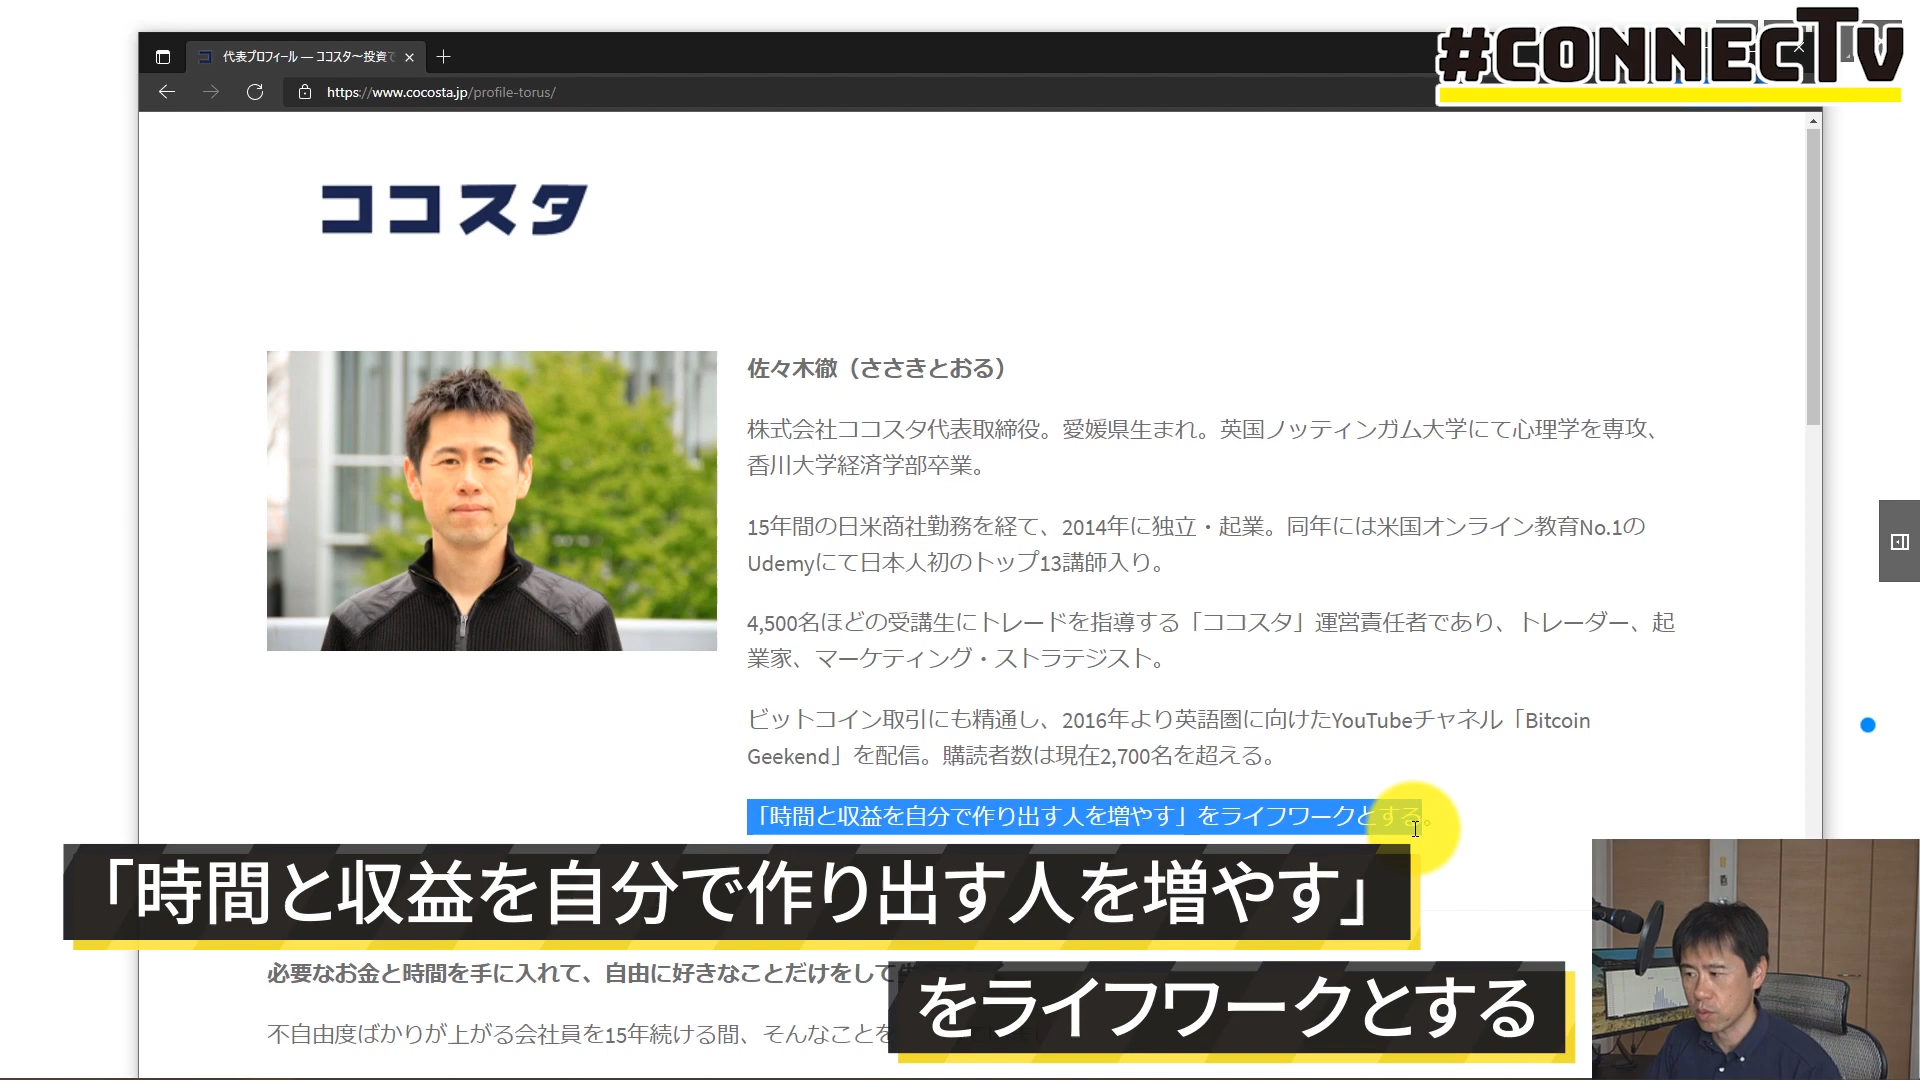 #CONNECTV
代表プロフィール — ココスタ〜投資で
https://www.cocosta.jp/profile-torus/
ココスタ
佐々木徹（ささきとおる）
株式会社ココスタ代表取締役。愛媛県生まれ。英国ノッティンガム大学にて心理学を専攻、
香川大学経済学部卒業。
15年間の日米商社勤務を経て、2014年に独立・起業。同年には米国オンライン教育No.1の
Udemyにて日本人初のトップ13講師入り。
4,500名ほどの受講生にトレードを指導する「ココスタ」運営責任者であり、トレーダー、起
業家、マーケティング・ストラテジスト。
ビットコイン取引にも精通し、2016年より英語圏に向けたYouTubeチャネル「Bitcoin
Geekend」を配信。購読者数は現在2,700名を超える。
「時間と収益を自分で作り出す人を増やす」をライフワークとする。
「時間と収益を自分で作り出す人を増やす」
必要なお金と時間を手に入れて、自由に好きなことだけをして
をライフワークとする
不自由度ばかりが上がる会社員を15年続ける間、そんなことを